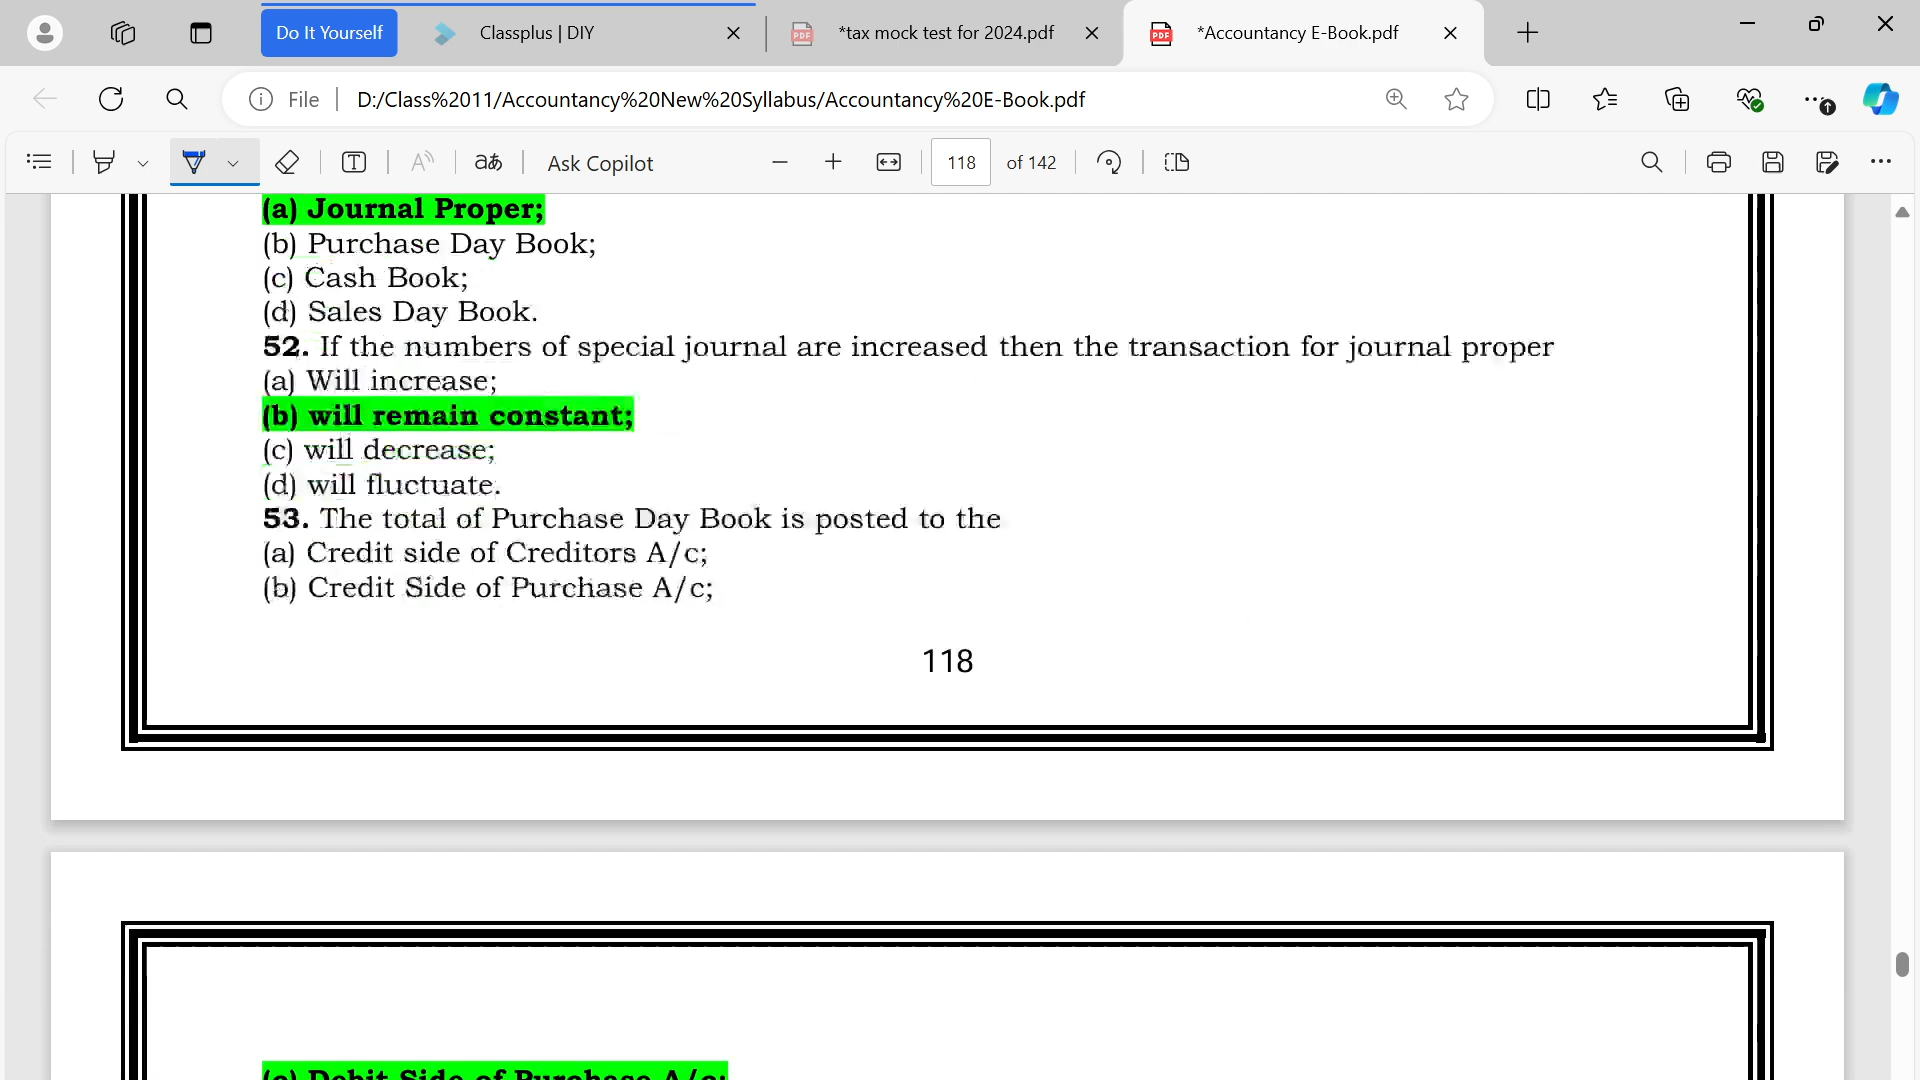 Do It Yourself
Classplus | DIY
*tax mock test for 2024.pdf
*Accountancy E-Book.pdf
File
D:/Class%2011/Accountancy%20New%20Syllabus/Accountancy%20E-Book.pdf
Ask Copilot
118
of 142
(a) Journal Proper;
(b) Purchase Day Book;
(c) Cash Book;
(d) Sales Day Book.
52. If the numbers of special journal are increased then the transaction for journal proper
(a) Will increase;
(b) will remain constant;
(c) will decrease;
(d) will fluctuate.
53. The total of Purchase Day Book is posted to the
(a) Credit side of Creditors A/c;
(b) Credit Side of Purchase A/c;
118
(c) Debit Side of Purchase A/c;